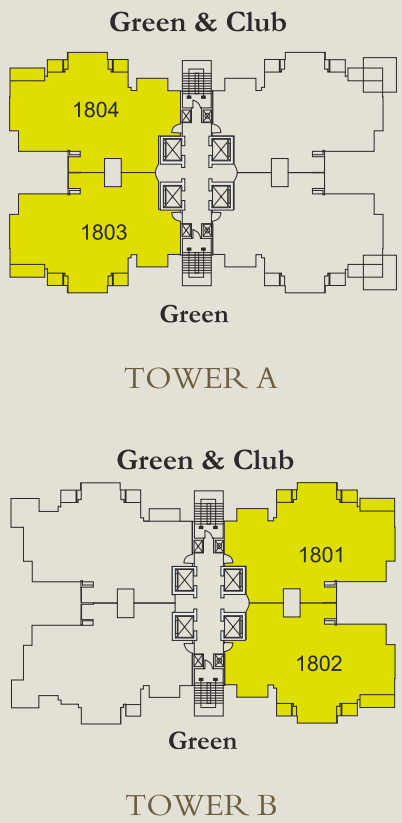 Green & Club
1804
1803
Green
TOWER A
Green & Club
1801
1802
Green
TOWER B